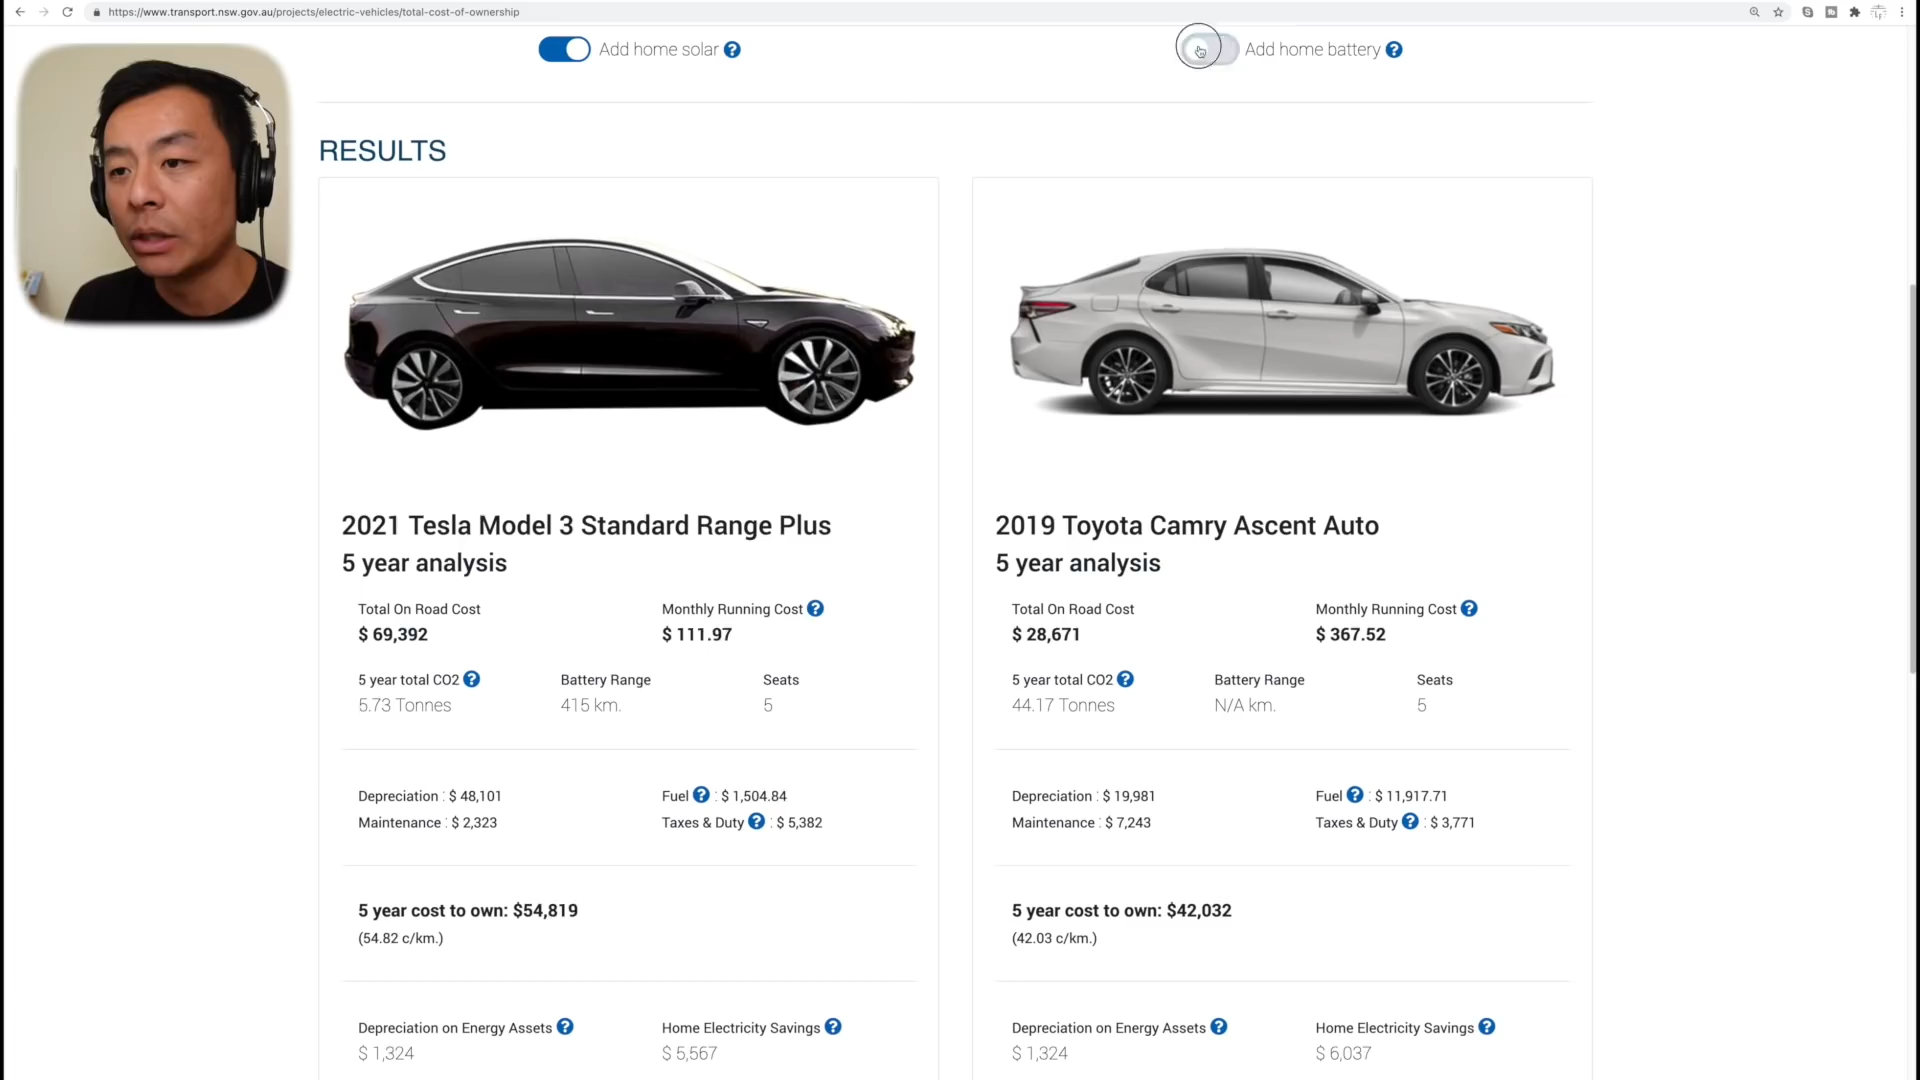 https://www.transport.nsw.gov.au/projects/electric-vehicles/total-cost-of-ownership
Add home solar ?
Add home battery ?
RESULTS
2021 Tesla Model 3 Standard Range Plus
5 year analysis
Total On Road Cost
$ 69,392
Monthly Running Cost ?
$ 111.97
5 year total CO2 ?
5.73 Tonnes
Battery Range
415 km.
Seats
5
Depreciation : $ 48,101
Fuel ? : $ 1,504.84
Maintenance : $ 2,323
Taxes & Duty ? : $ 5,382
5 year cost to own: $54,819
(54.82 c/km.)
Depreciation on Energy Assets ?
$ 1,324
Home Electricity Savings ?
$ 5,567
2019 Toyota Camry Ascent Auto
5 year analysis
Total On Road Cost
$ 28,671
Monthly Running Cost ?
$ 367.52
5 year total CO2 ?
44.17 Tonnes
Battery Range
N/A km.
Seats
5
Depreciation : $ 19,981
Fuel ? : $ 11,917.71
Maintenance : $ 7,243
Taxes & Duty ? : $ 3,771
5 year cost to own: $42,032
(42.03 c/km.)
Depreciation on Energy Assets ?
$ 1,324
Home Electricity Savings ?
$ 6,037